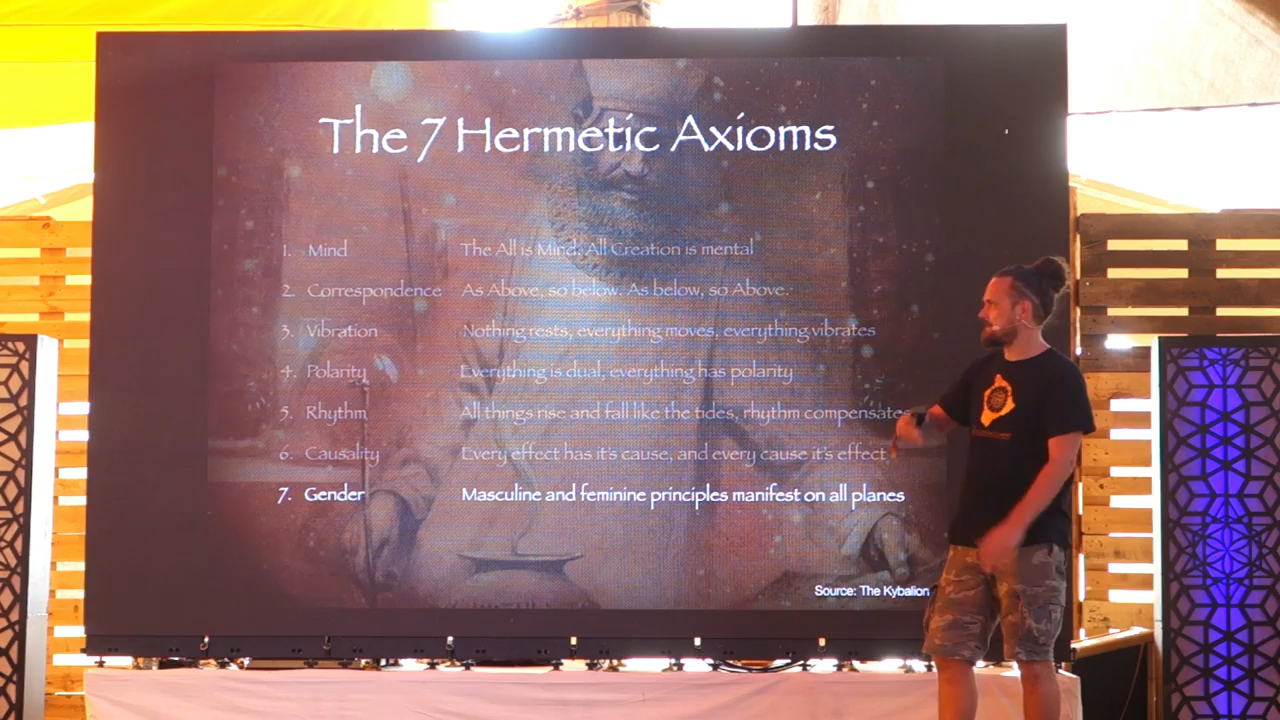 The 7 Hermetic Axioms
1. Mind The All is Mind. All Creation is mental
2. Correspondence As Above, so below. As below, so Above.
3. Vibration Nothing rests, everything moves, everything vibrates
4. Polarity Everything is dual, everything has polarity
5. Rhythm All things rise and fall like the tides, rhythm compensates
6. Causality Every effect has it's cause, and every cause it's effect
7. Gender Masculine and feminine principles manifest on all planes
Source: The Kybalion